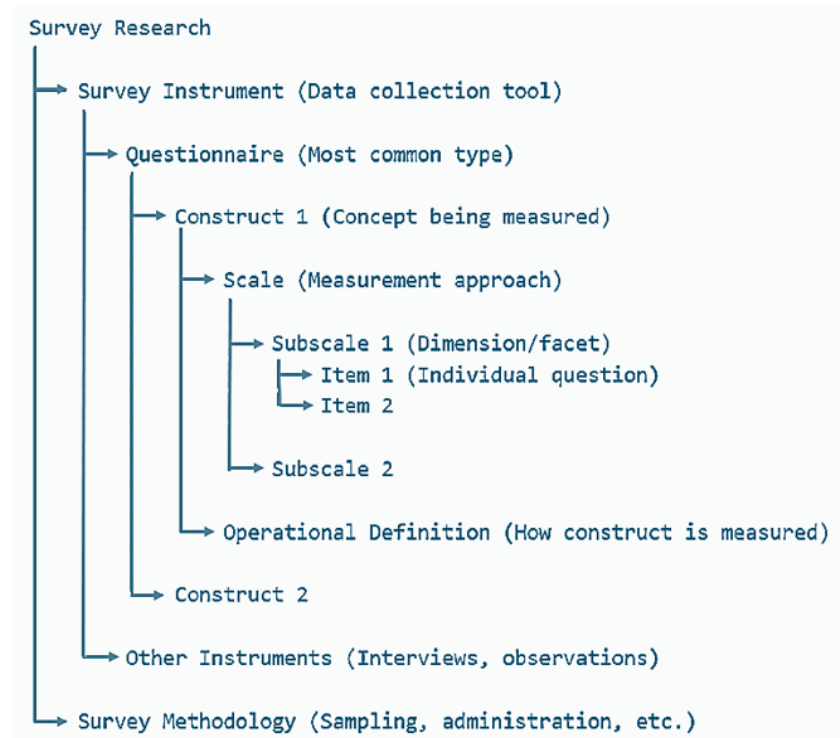 Survey Research
Survey Instrument (Data collection tool)
Questionnaire (Most common type)
Construct 1 (Concept being measured)
Scale (Measurement approach)
Subscale 1 (Dimension/facet)
Item 1 (Individual question)
Item 2
Subscale 2
Operational Definition (How construct is measured)
Construct 2
Other Instruments (Interviews, observations)
Survey Methodology (Sampling, administration, etc.)